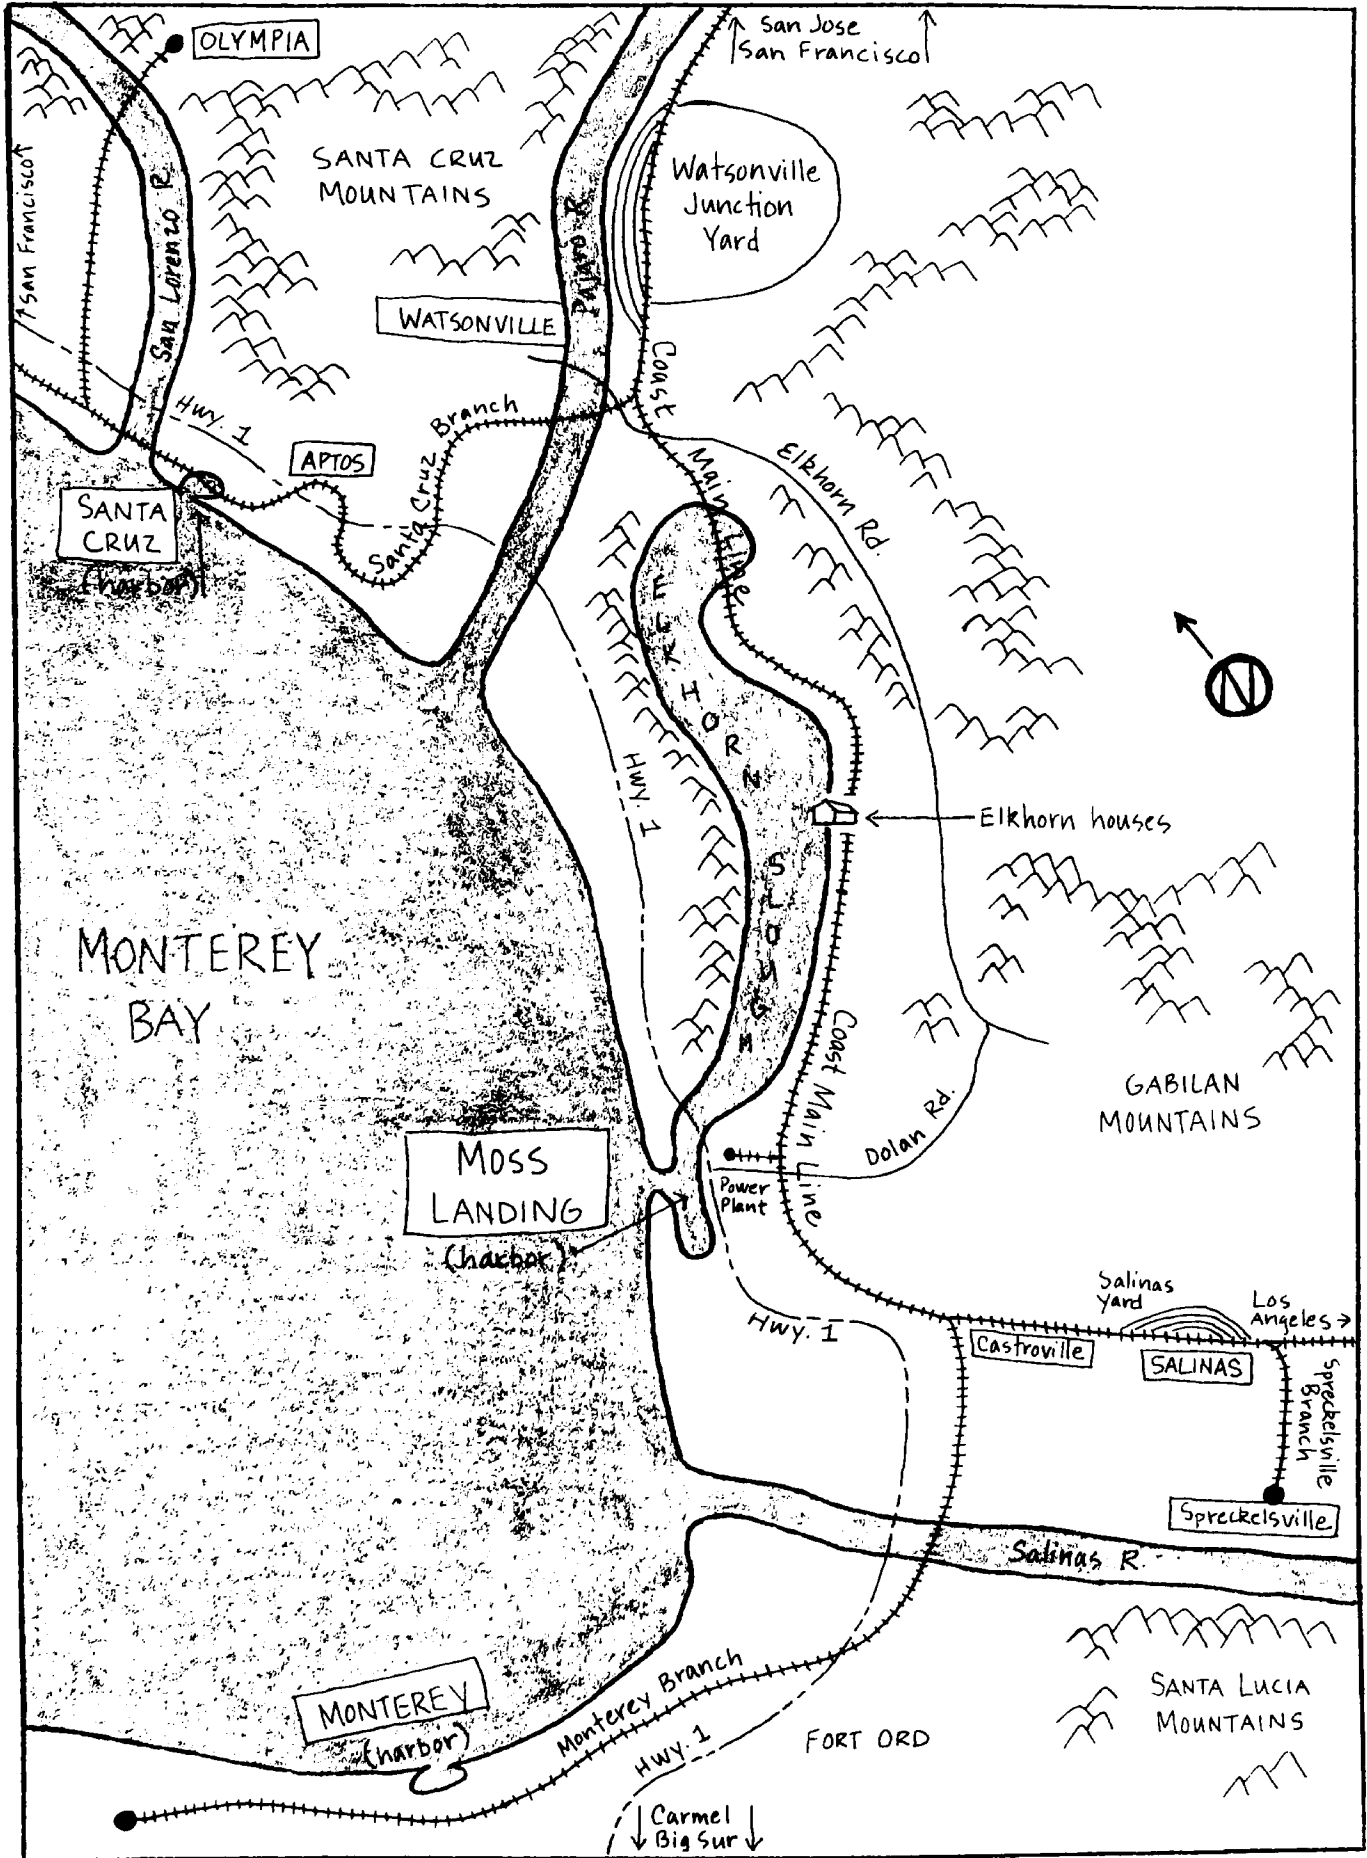 OLYMPIA
San Jose
San Francisco
San Francisco
SANTA CRUZ
MOUNTAINS
San Lorenzo R
Pajaro R
Watsonville
Junction
Yard
WATSONVILLE
Coast Main Line
Hwy. 1
Santa Cruz Branch
APTOS
Elkhorn Rd.
SANTA
CRUZ
(harbor)
ELKHORN SLOUGH
N
Hwy. 1
Elkhorn houses
MONTEREY
BAY
Coast Main Line
GABILAN
MOUNTAINS
Dolan Rd.
MOSS
LANDING
(harbor)
Power
Plant
Hwy. 1
Salinas
Yard
Los
Angeles
Castroville
SALINAS
Spreckelsville
Branch
Spreckelsville
Salinas R.
MONTEREY
(harbor)
Monterey Branch
Hwy. 1
FORT ORD
SANTA LUCIA
MOUNTAINS
Carmel
Big Sur